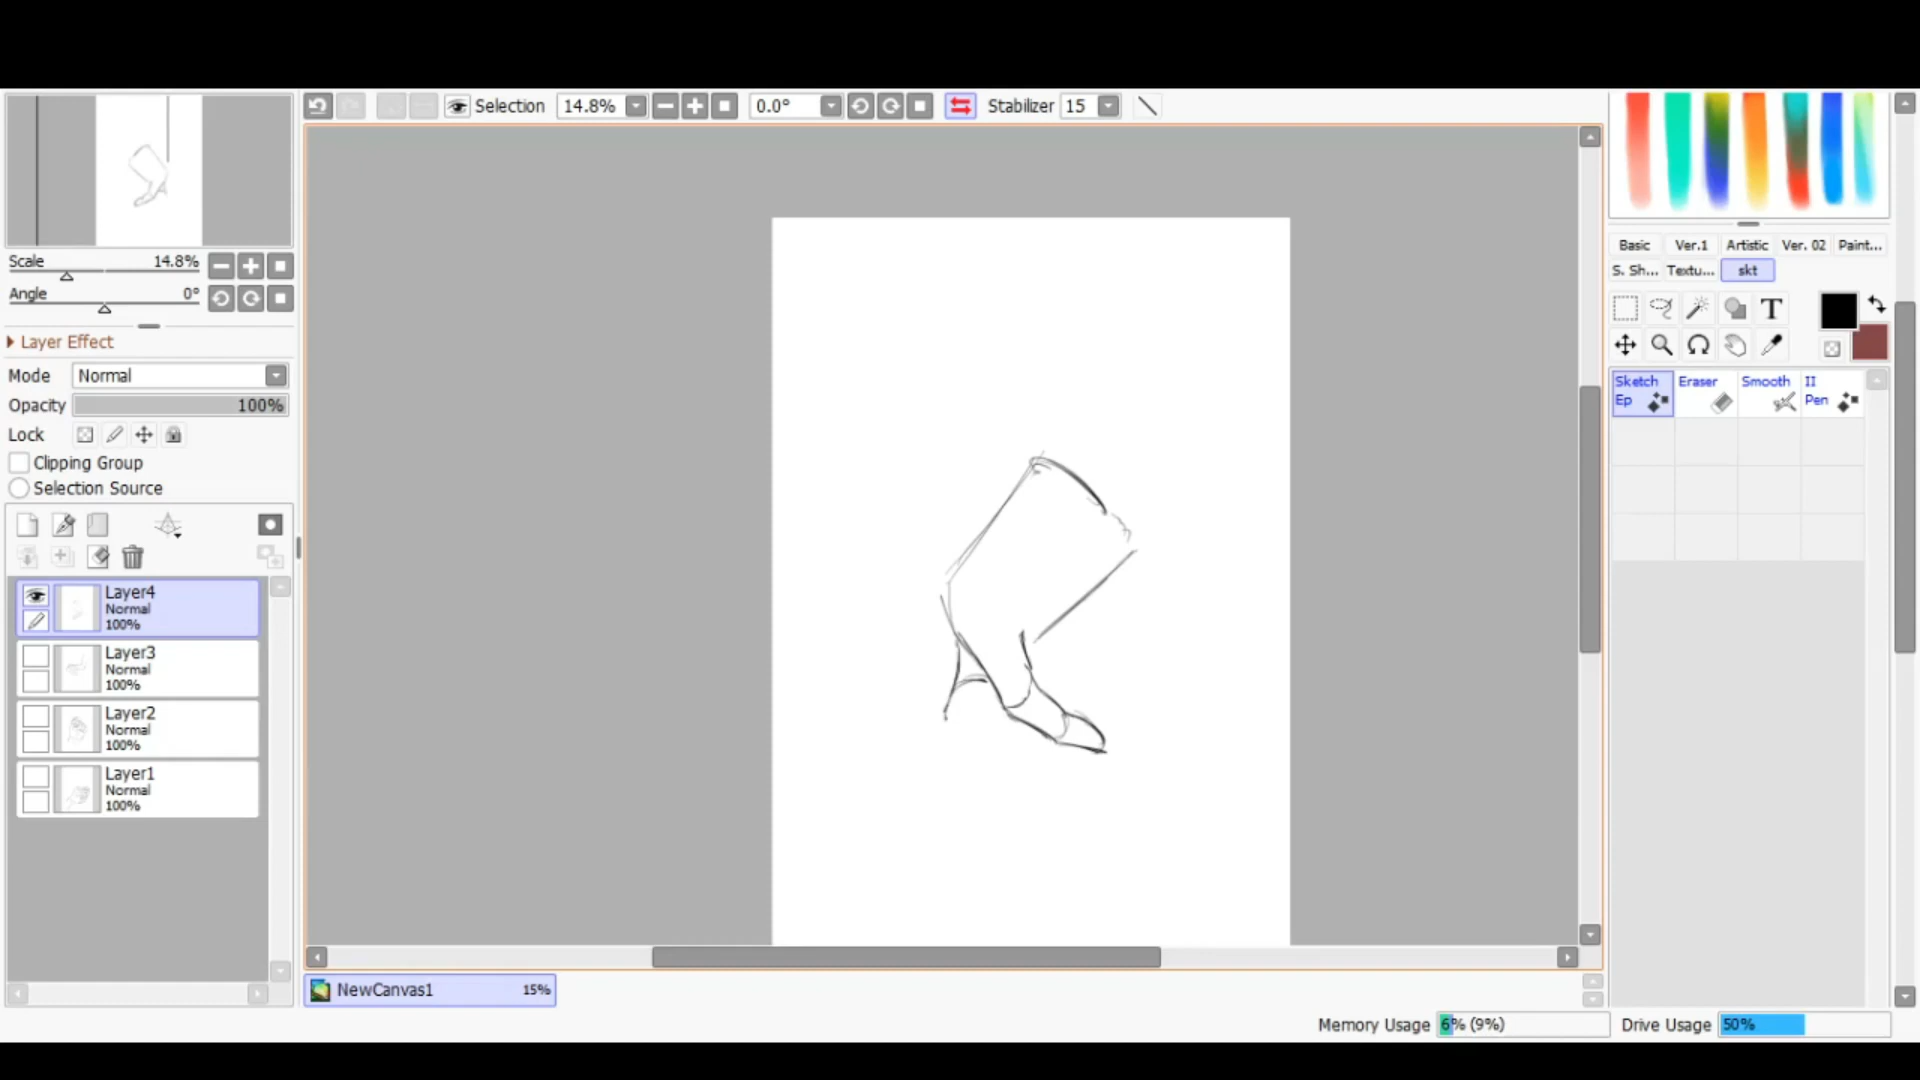 Selection 14.8% 0.0° Stabilizer 15
Scale 14.8%
Angle 0°
Layer Effect
Mode Normal
Opacity 100%
Lock
Clipping Group
Selection Source
Layer4
Normal
100%
Layer3
Normal
100%
Layer2
Normal
100%
Layer1
Normal
100%
NewCanvas1 15%
Basic Ver.1 Artistic Ver. 02 Paint...
S. Sh... Textu... skt
T
Sketch Eraser Smooth II
Ep Pen
Memory Usage 6% (9%) Drive Usage 50%